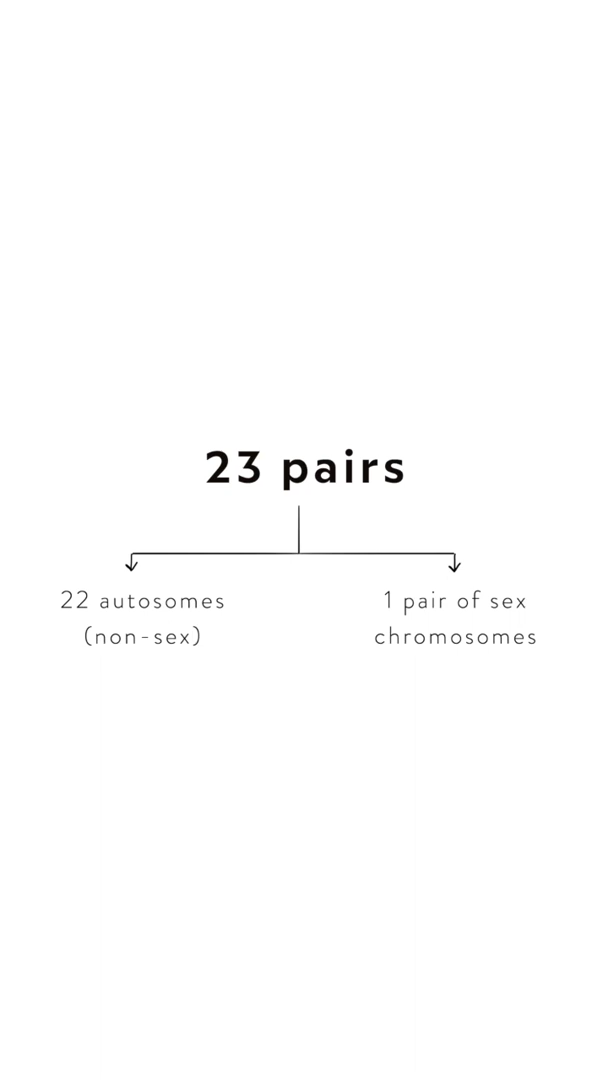 23 pairs
22 autosomes
(non-sex)
1 pair of sex
chromosomes